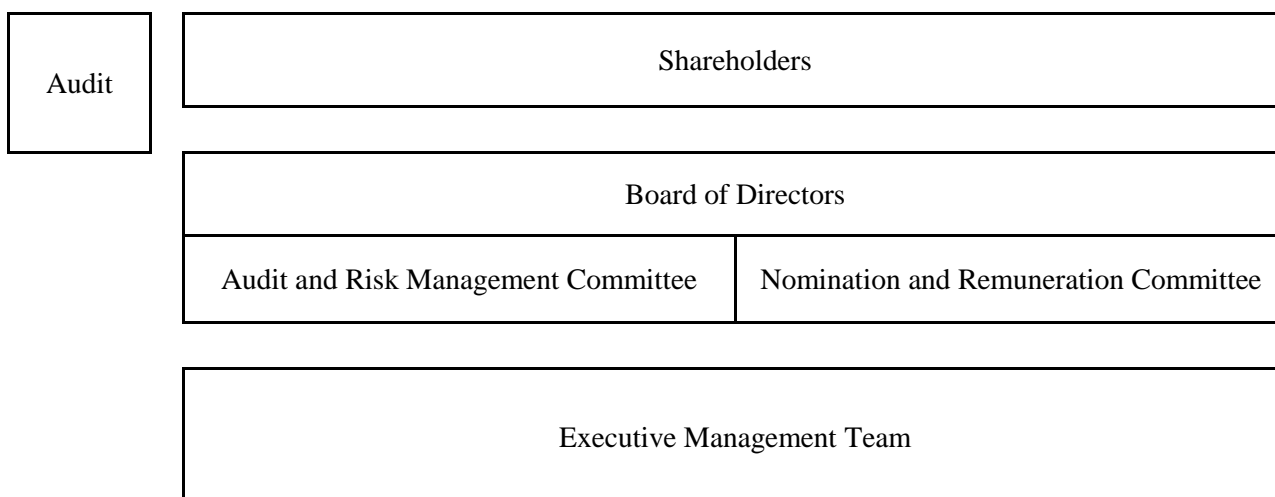 Audit
Shareholders
Board of Directors
Audit and Risk Management Committee
Nomination and Remuneration Committee
Executive Management Team